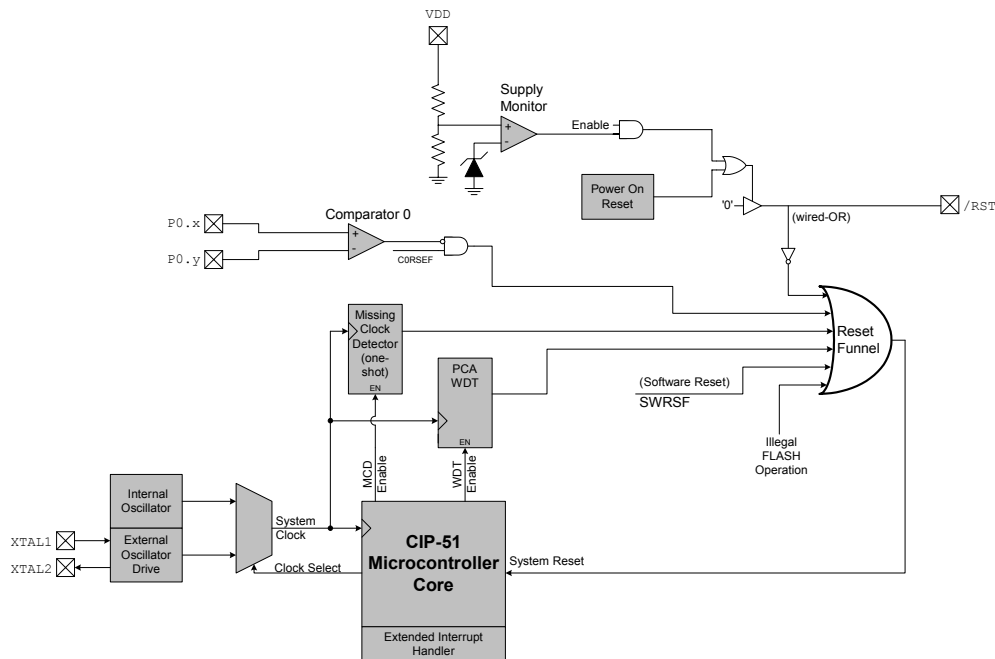 VDD
Supply
Monitor
+
-
Enable
Power On
Reset
'0'
/RST
(wired-OR)
P0.x
P0.y
Comparator 0
+
-
C0RSEF
Missing
Clock
Detector
(one-
shot)
EN
PCA
WDT
EN
Reset
Funnel
(Software Reset)
SWRSF
Illegal
FLASH
Operation
MCD
Enable
WDT
Enable
Internal
Oscillator
External
Oscillator
Drive
XTAL1
XTAL2
System
Clock
Clock Select
CIP-51
Microcontroller
Core
System Reset
Extended Interrupt
Handler